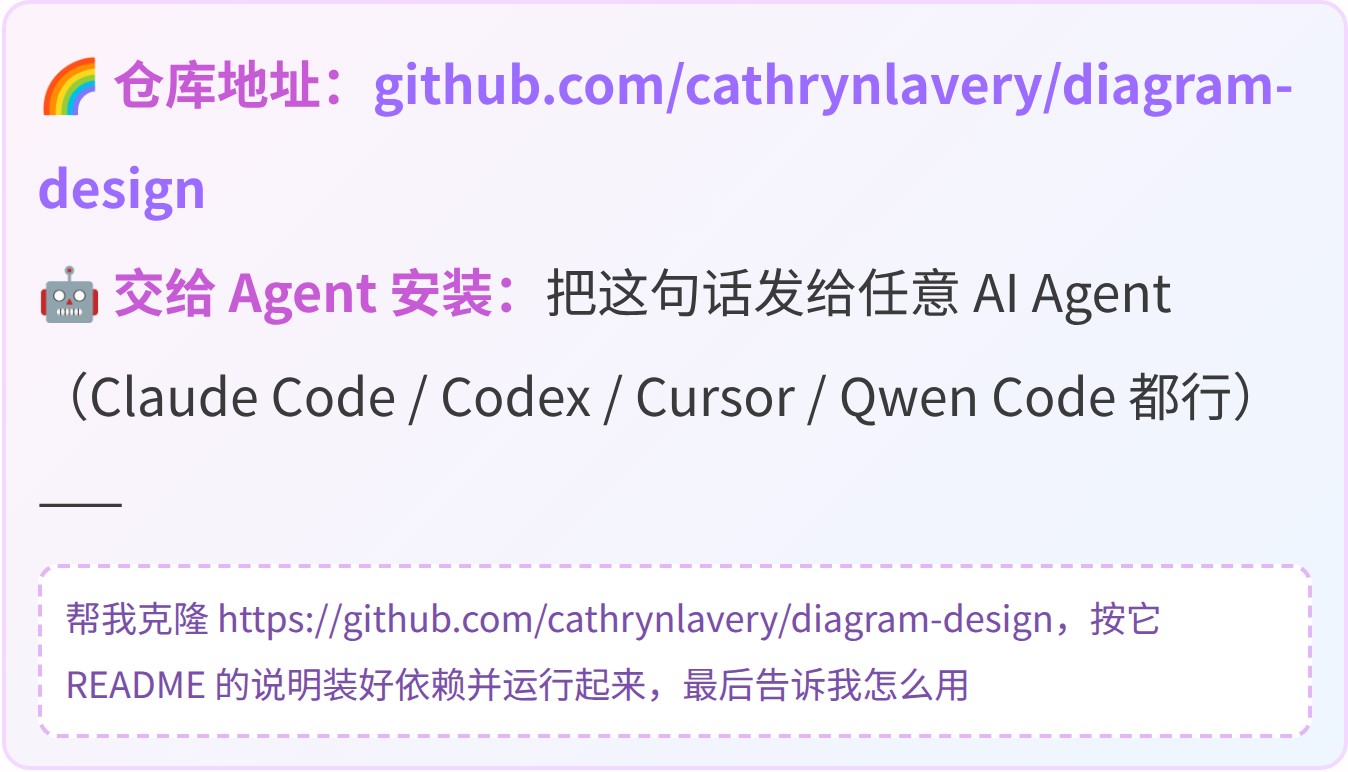 🌈 仓库地址：github.com/cathrynlavery/diagram-
design
🤖 交给 Agent 安装：把这句话发给任意 AI Agent
（Claude Code / Codex / Cursor / Qwen Code 都行）
——
帮我克隆 https://github.com/cathrynlavery/diagram-design，按它
README 的说明装好依赖并运行起来，最后告诉我怎么用